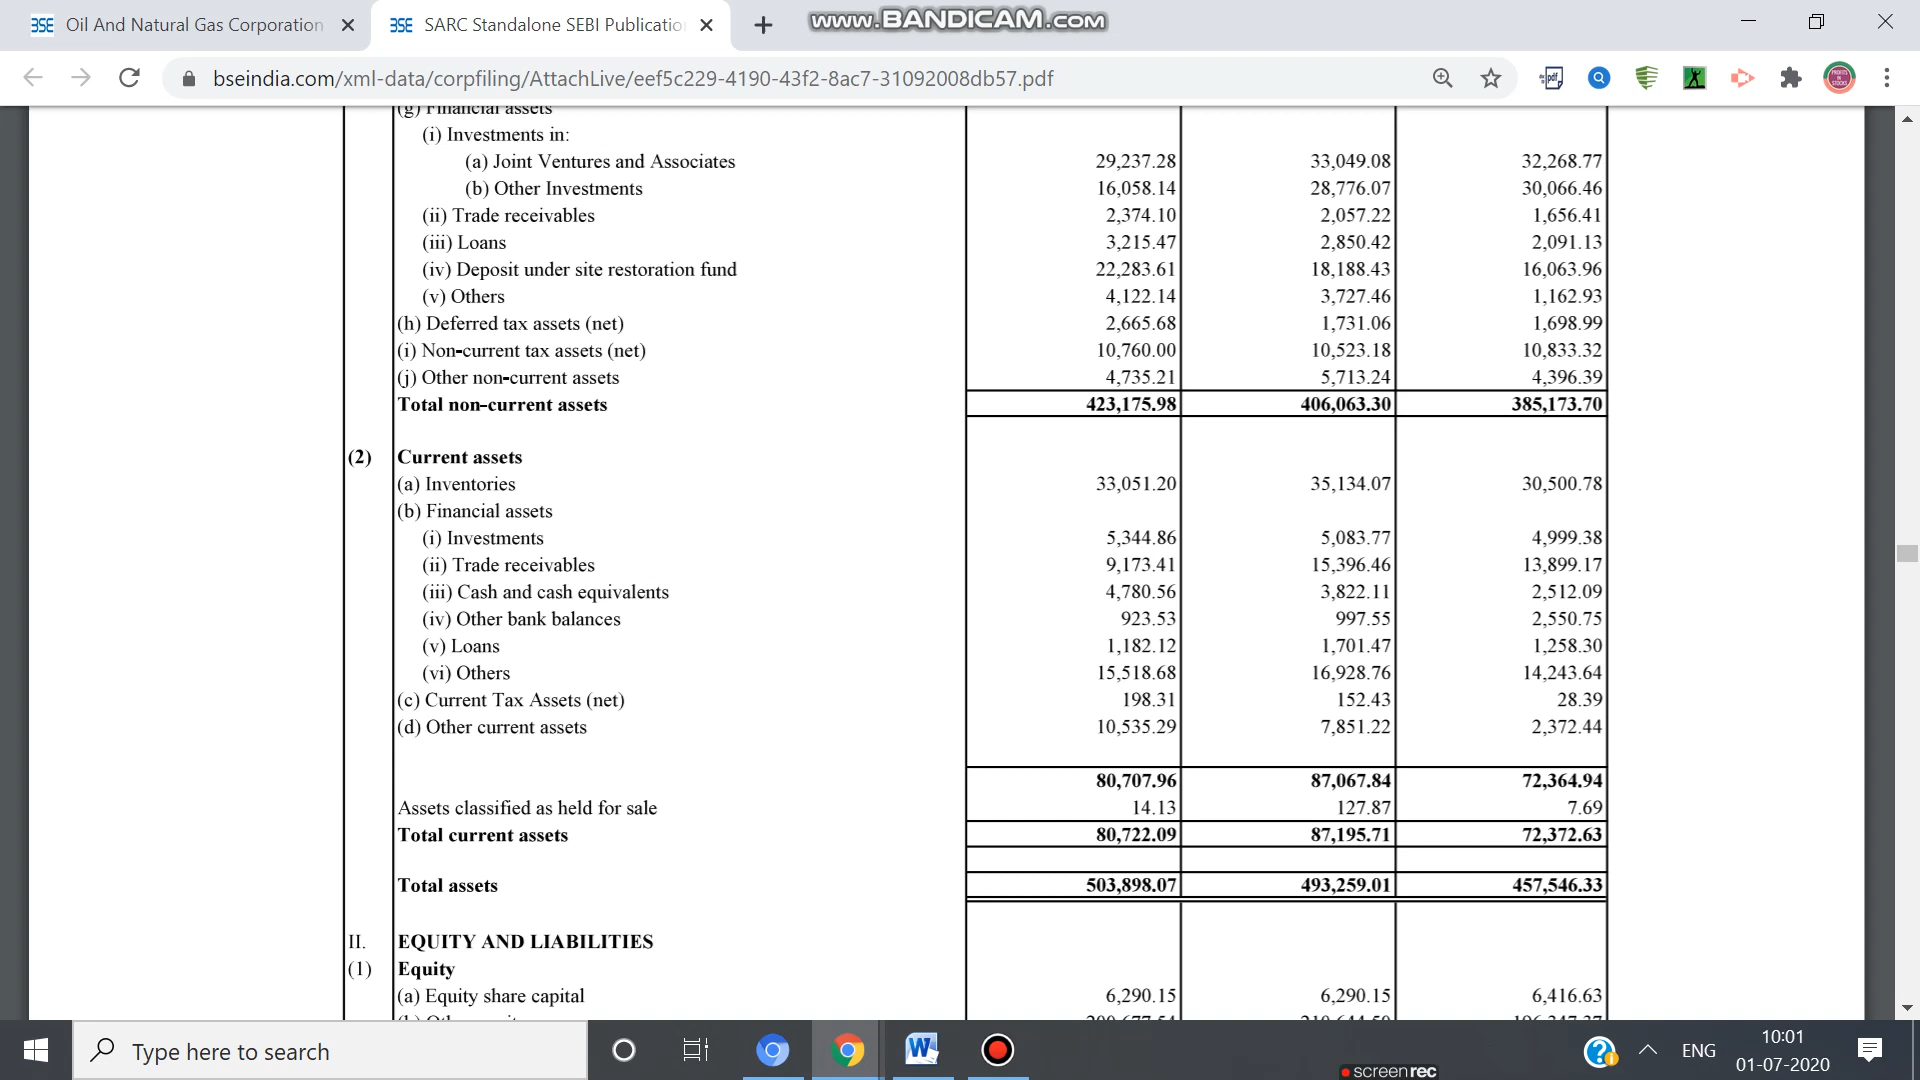 Oil And Natural Gas Corporation
SARC Standalone SEBI Publication
www.BANDICAM.com
bseindia.com/xml-data/corpfiling/AttachLive/eef5c229-4190-43f2-8ac7-31092008db57.pdf
(g) Financial assets
(i) Investments in:
(a) Joint Ventures and Associates 29,237.28 33,049.08 32,268.77
(b) Other Investments 16,058.14 28,776.07 30,066.46
(ii) Trade receivables 2,374.10 2,057.22 1,656.41
(iii) Loans 3,215.47 2,850.42 2,091.13
(iv) Deposit under site restoration fund 22,283.61 18,188.43 16,063.96
(v) Others 4,122.14 3,727.46 1,162.93
(h) Deferred tax assets (net) 2,665.68 1,731.06 1,698.99
(i) Non-current tax assets (net) 10,760.00 10,523.18 10,833.32
(j) Other non-current assets 4,735.21 5,713.24 4,396.39
Total non-current assets 423,175.98 406,063.30 385,173.70
(2) Current assets
(a) Inventories 33,051.20 35,134.07 30,500.78
(b) Financial assets
(i) Investments 5,344.86 5,083.77 4,999.38
(ii) Trade receivables 9,173.41 15,396.46 13,899.17
(iii) Cash and cash equivalents 4,780.56 3,822.11 2,512.09
(iv) Other bank balances 923.53 997.55 2,550.75
(v) Loans 1,182.12 1,701.47 1,258.30
(vi) Others 15,518.68 16,928.76 14,243.64
(c) Current Tax Assets (net) 198.31 152.43 28.39
(d) Other current assets 10,535.29 7,851.22 2,372.44
80,707.96 87,067.84 72,364.94
Assets classified as held for sale 14.13 127.87 7.69
Total current assets 80,722.09 87,195.71 72,372.63
Total assets 503,898.07 493,259.01 457,546.33
II. EQUITY AND LIABILITIES
(1) Equity
(a) Equity share capital 6,290.15 6,290.15 6,416.63
Type here to search
ENG
10:01
01-07-2020
screenrec